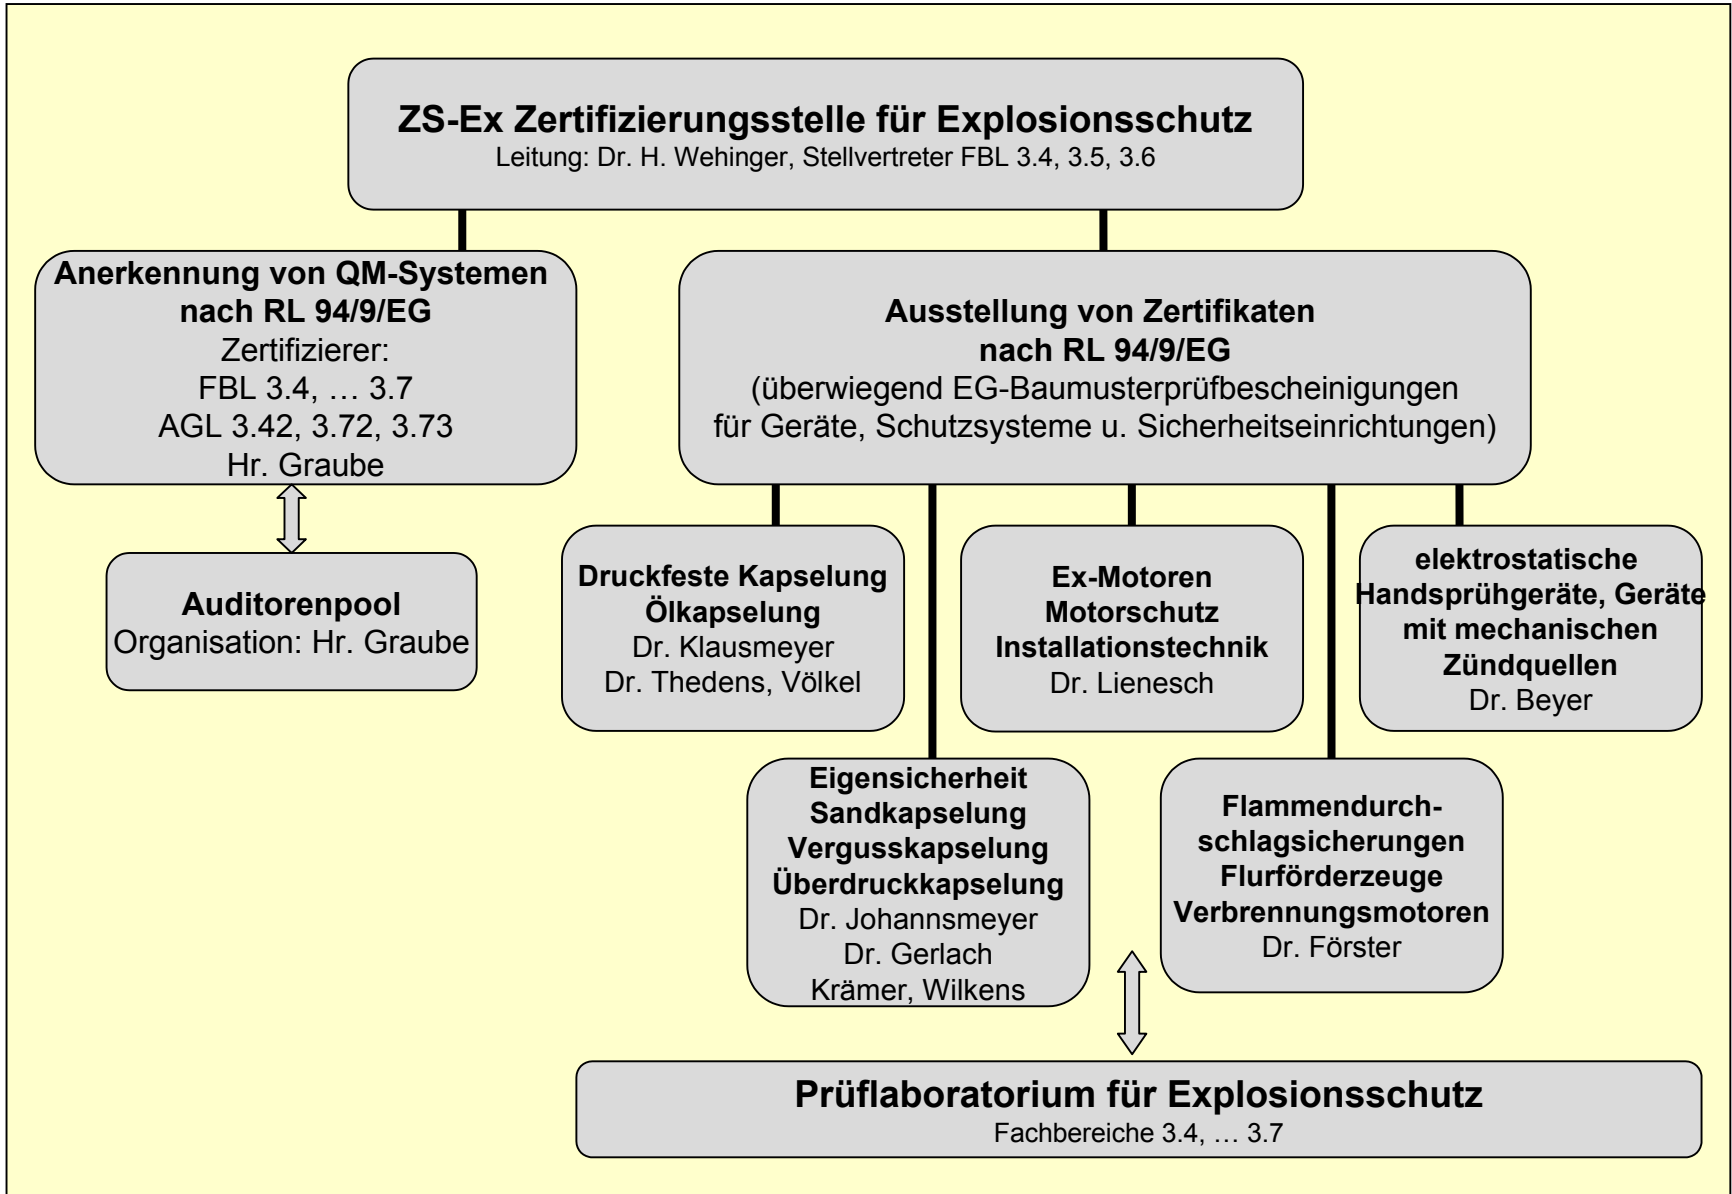 ZS-Ex Zertifizierungsstelle für Explosionsschutz
Leitung: Dr. H. Wehinger, Stellvertreter FBL 3.4, 3.5, 3.6
Anerkennung von QM-Systemen
nach RL 94/9/EG
Zertifizierer:
FBL 3.4, … 3.7
AGL 3.42, 3.72, 3.73
Hr. Graube
Ausstellung von Zertifikaten
nach RL 94/9/EG
(überwiegend EG-Baumusterprüfbescheinigungen
für Geräte, Schutzsysteme u. Sicherheitseinrichtungen)
Auditorenpool
Organisation: Hr. Graube
Druckfeste Kapselung
Ölkapselung
Dr. Klausmeyer
Dr. Thedens, Völkel
Ex-Motoren
Motorschutz
Installationstechnik
Dr. Lienesch
elektrostatische
Handsprühgeräte, Geräte
mit mechanischen
Zündquellen
Dr. Beyer
Eigensicherheit
Sandkapselung
Vergusskapselung
Überdruckkapselung
Dr. Johannsmeyer
Dr. Gerlach
Krämer, Wilkens
Flammendurch-
schlagsicherungen
Flurförderzeuge
Verbrennungsmotoren
Dr. Förster
Prüflaboratorium für Explosionsschutz
Fachbereiche 3.4, … 3.7